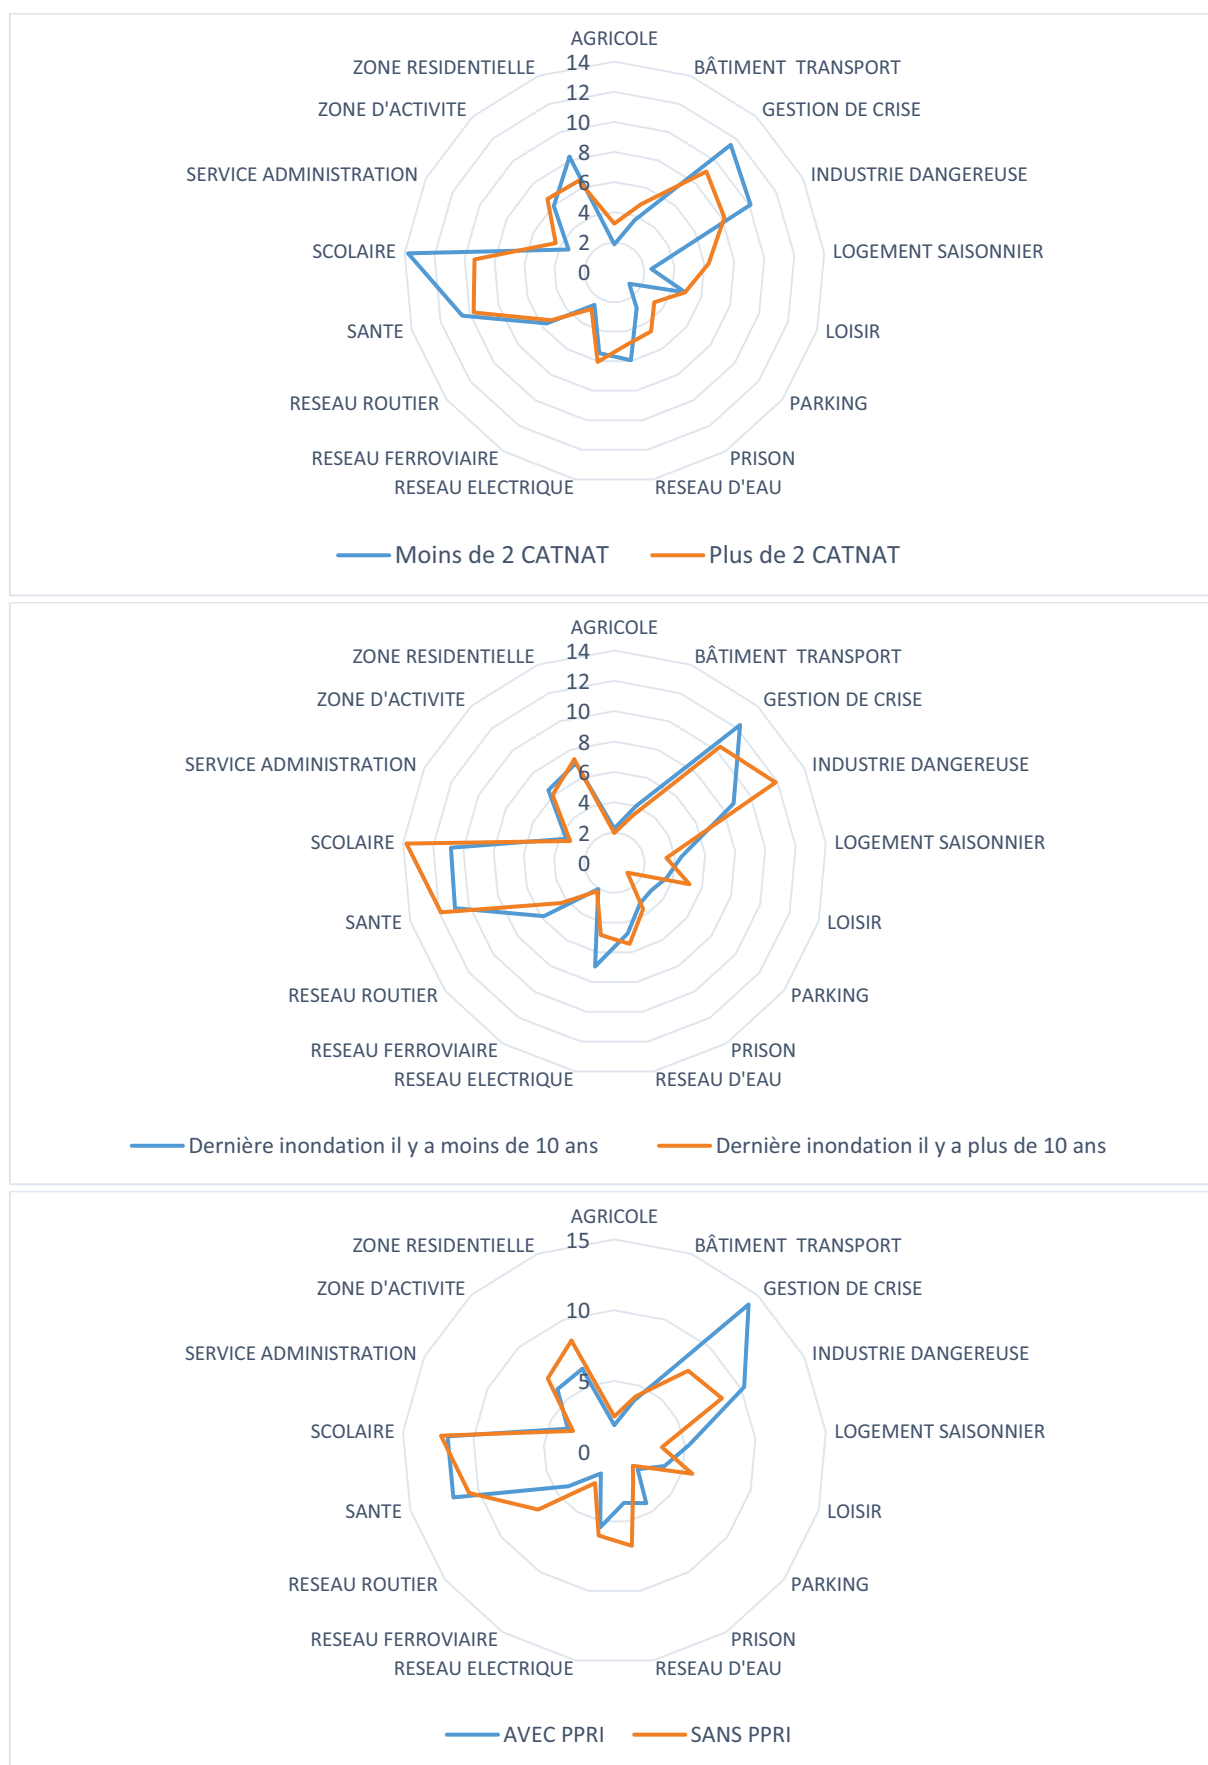 AGRICOLE
14
ZONE RESIDENTIELLE
BÂTIMENT TRANSPORT
12
ZONE D'ACTIVITE
GESTION DE CRISE
10
8
SERVICE ADMINISTRATION
INDUSTRIE DANGEREUSE
6
4
2
SCOLAIRE
LOGEMENT SAISONNIER
0
SANTE
LOISIR
RESEAU ROUTIER
PARKING
RESEAU FERROVIAIRE
PRISON
RESEAU ELECTRIQUE
RESEAU D'EAU
Moins de 2 CATNAT
Plus de 2 CATNAT
AGRICOLE
14
ZONE RESIDENTIELLE
BÂTIMENT TRANSPORT
12
ZONE D'ACTIVITE
GESTION DE CRISE
10
8
SERVICE ADMINISTRATION
INDUSTRIE DANGEREUSE
6
4
2
SCOLAIRE
LOGEMENT SAISONNIER
0
SANTE
LOISIR
RESEAU ROUTIER
PARKING
RESEAU FERROVIAIRE
PRISON
RESEAU ELECTRIQUE
RESEAU D'EAU
Dernière inondation il y a moins de 10 ans
Dernière inondation il y a plus de 10 ans
AGRICOLE
15
ZONE RESIDENTIELLE
BÂTIMENT TRANSPORT
ZONE D'ACTIVITE
GESTION DE CRISE
10
SERVICE ADMINISTRATION
INDUSTRIE DANGEREUSE
5
SCOLAIRE
LOGEMENT SAISONNIER
0
SANTE
LOISIR
RESEAU ROUTIER
PARKING
RESEAU FERROVIAIRE
PRISON
RESEAU ELECTRIQUE
RESEAU D'EAU
AVEC PPRI
SANS PPRI